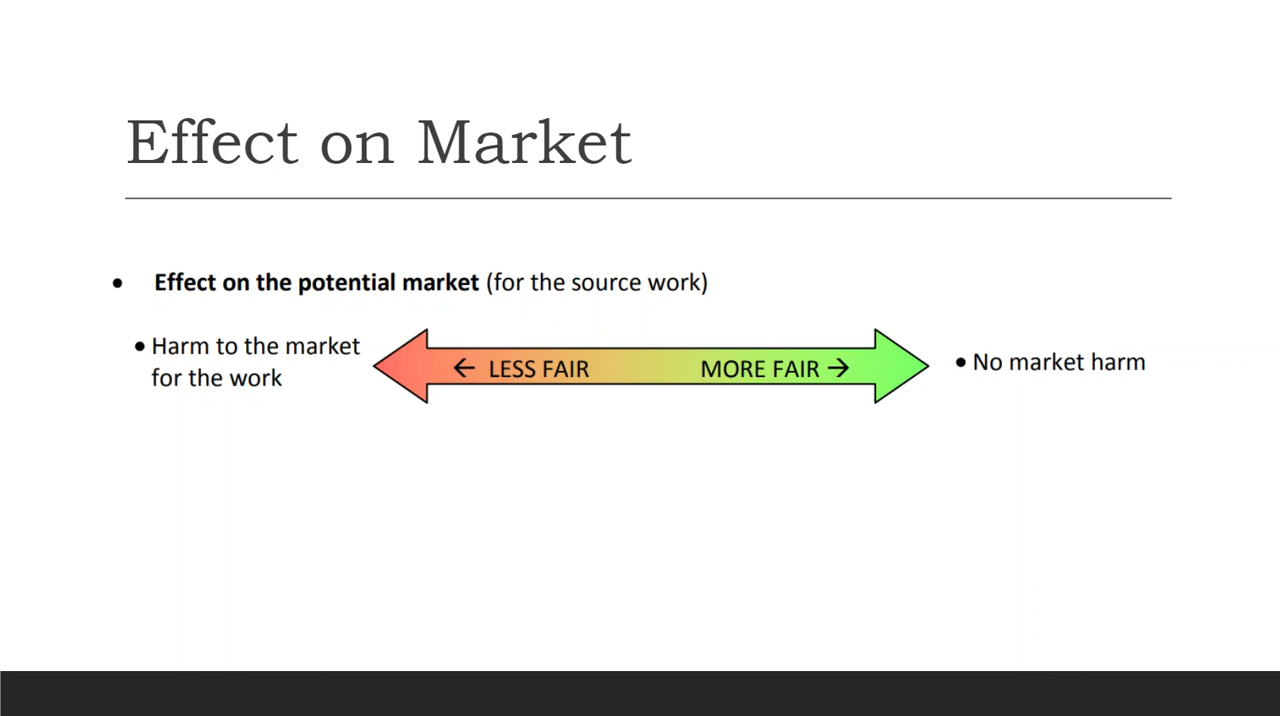 Effect on Market
• Effect on the potential market (for the source work)
• Harm to the market
for the work
← LESS FAIR MORE FAIR →
• No market harm